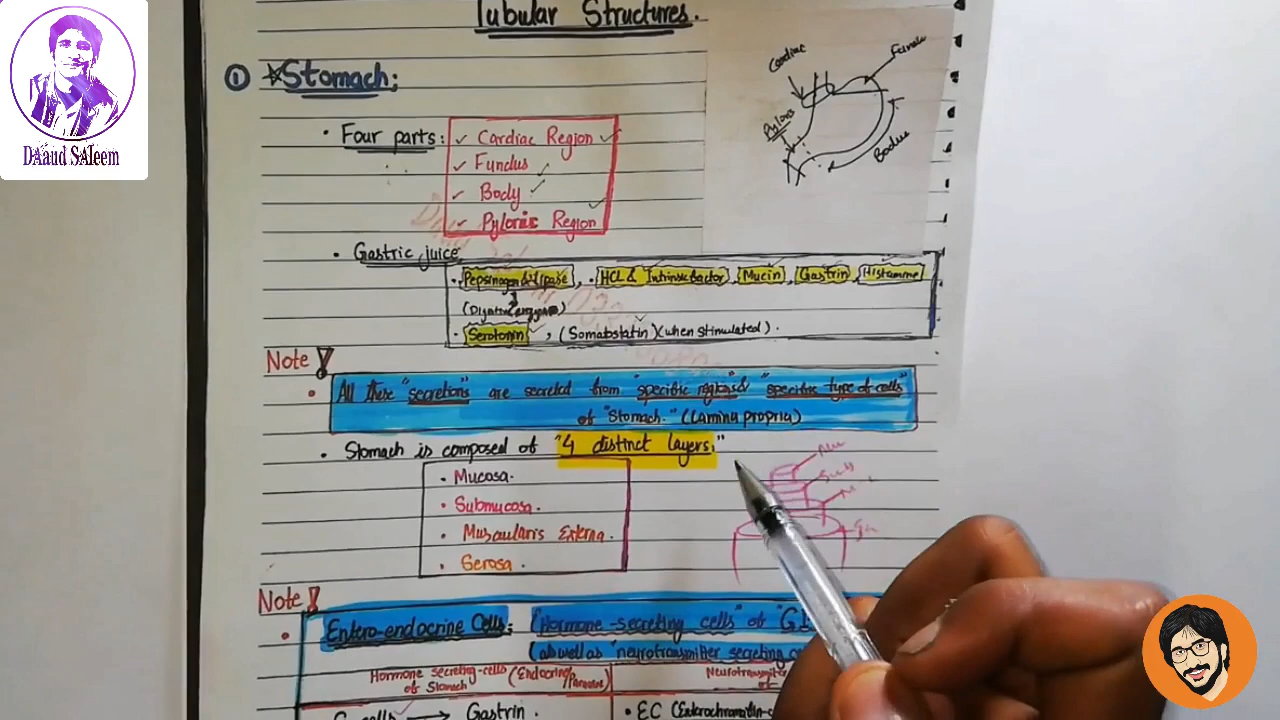 Tubular Structures.
DAaud SAleem
① *Stomach:
• Four parts:
✓ Cardiac Region ✓
✓ Fundus ✓
✓ Body ✓
✓ Pyloric Region ✓
Cardiac
Fundus
Pylorus
• Gastric juice
• Pepsinogen & Lipase, • HCL & Intrinsic factor, Mucin, Gastrin, Histamine
• Serotonin ✓, (Somatostatin) (when stimulated).
Note !
• All these "secretions" are secreted from "specific region" & "specific type of cells"
of "Stomach." (Lamina propria)
• Stomach is composed of "4 distinct layers."
• Mucosa.
• Submucosa.
• Muscularis Externa.
• Serosa.
Note !
• Entero-endocrine Cells: (Hormone-secreting cells" of "G.I
(as well as "neurotransmitter secreting
Hormone secreting-cells (Endocrine/Paracrine)
of Stomach
of
G cells ✓ → Gastrin.
• EC (Enterochromatin-c